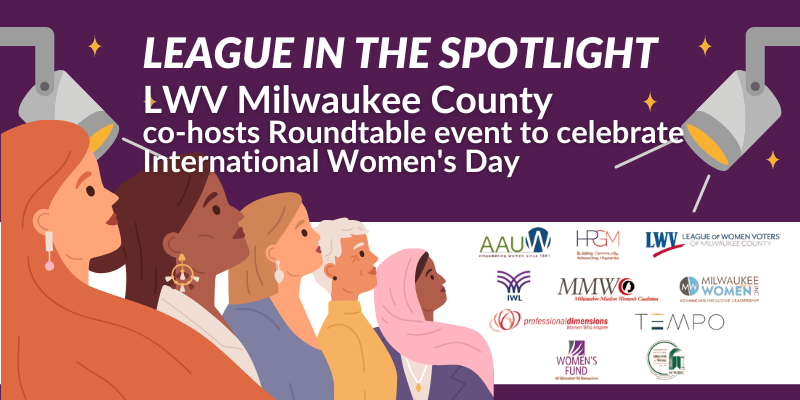 LEAGUE IN THE SPOTLIGHT
LWV Milwaukee County
co-hosts Roundtable event to celebrate
International Women's Day
AAUW
empowering women since 1881
HRGM
Building Community,
LWV LEAGUE OF WOMEN VOTERS
OF MILWAUKEE COUNTY
IWL
MMWC
Milwaukee Muslim Women's Coalition
MW MILWAUKEE
WOMEN INC
ADVANCING INCLUSIVE LEADERSHIP
professionaldimensions
Women Who Inspire
TEMPO
WOMEN'S
FUND
of Greater Milwaukee